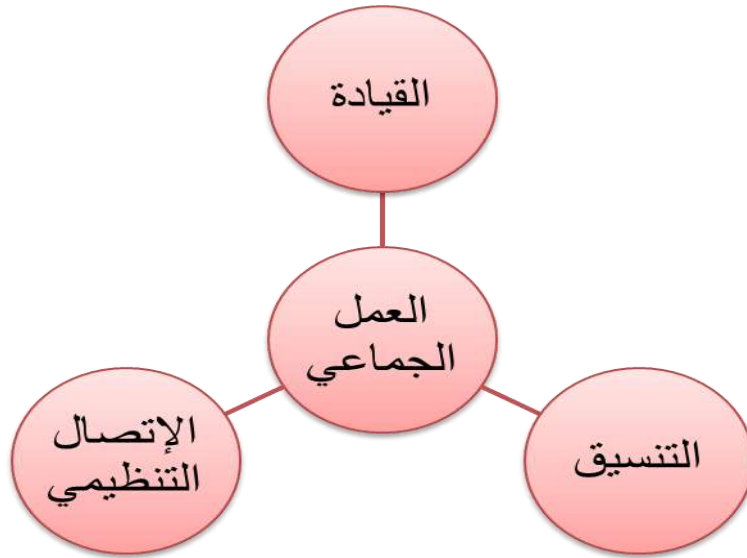 القيادة
العمل
الجماعي
التنسيق
الإتصال
التنظيمي